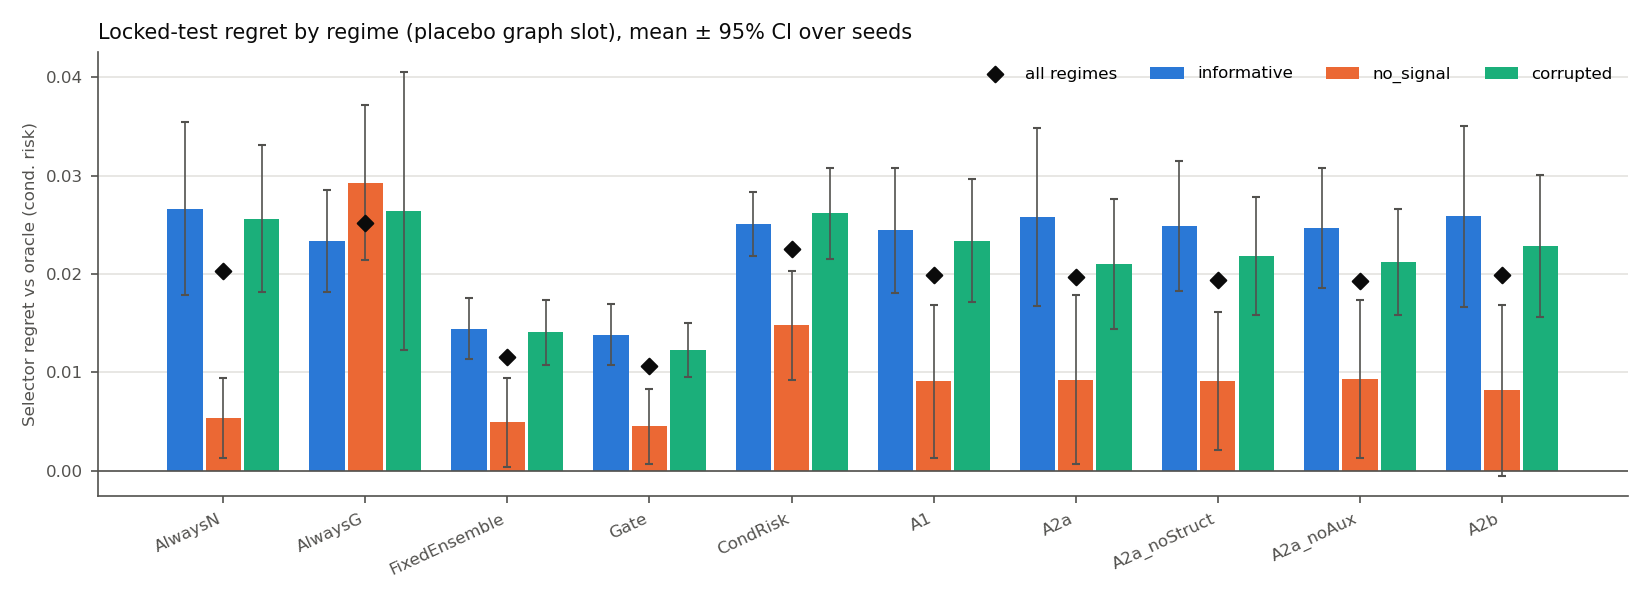 Locked-test regret by regime (placebo graph slot), mean ± 95% CI over seeds
all regimes
informative
no_signal
corrupted
Selector regret vs oracle (cond. risk)
0.04
0.03
0.02
0.01
0.00
AlwaysN
AlwaysG
FixedEnsemble
Gate
CondRisk
A1
A2a
A2a_noStruct
A2a_noAux
A2b